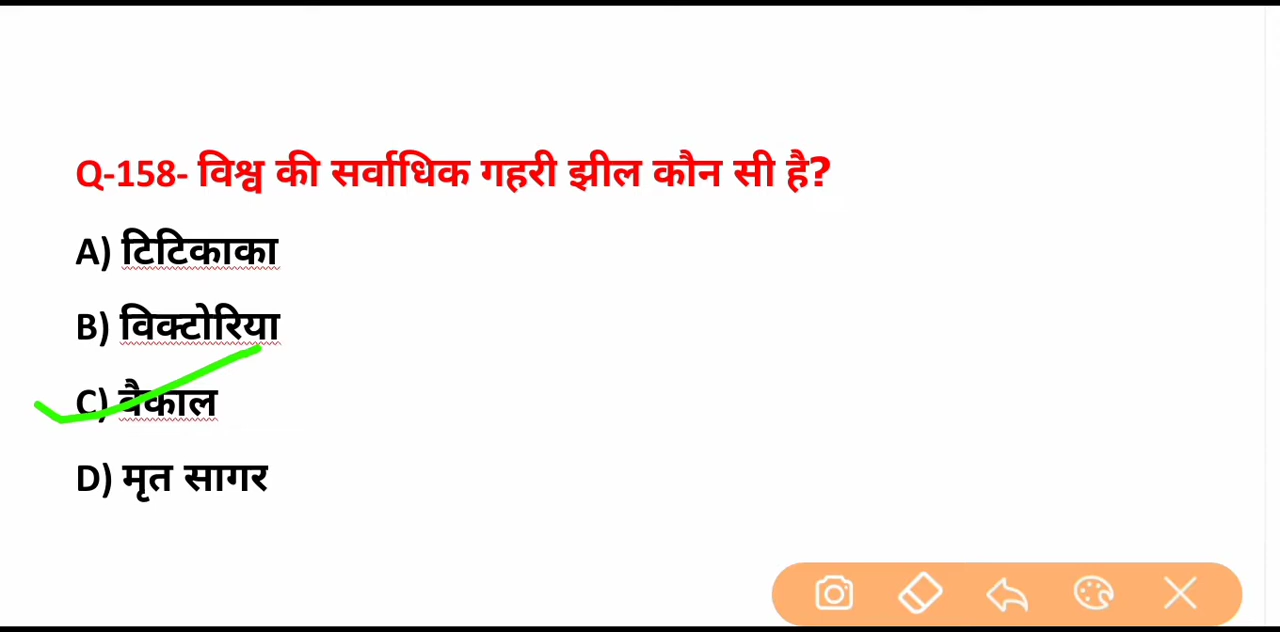 Q-158- विश्व की सर्वाधिक गहरी झील कौन सी है?
A) टिटिकाका
B) विक्टोरिया
C) वैकाल
D) मृत सागर